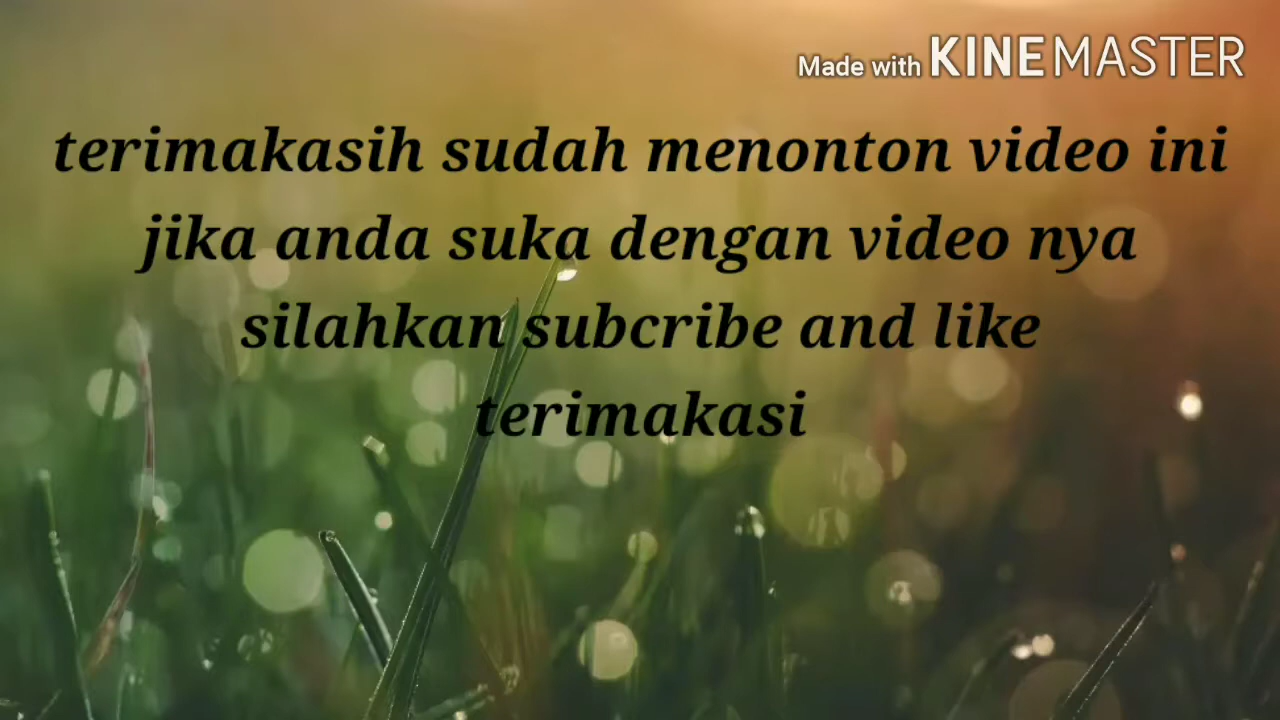 Made with KINEMASTER
terimakasih sudah menonton video ini
jika anda suka dengan video nya
silahkan subcribe and like
terimakasi